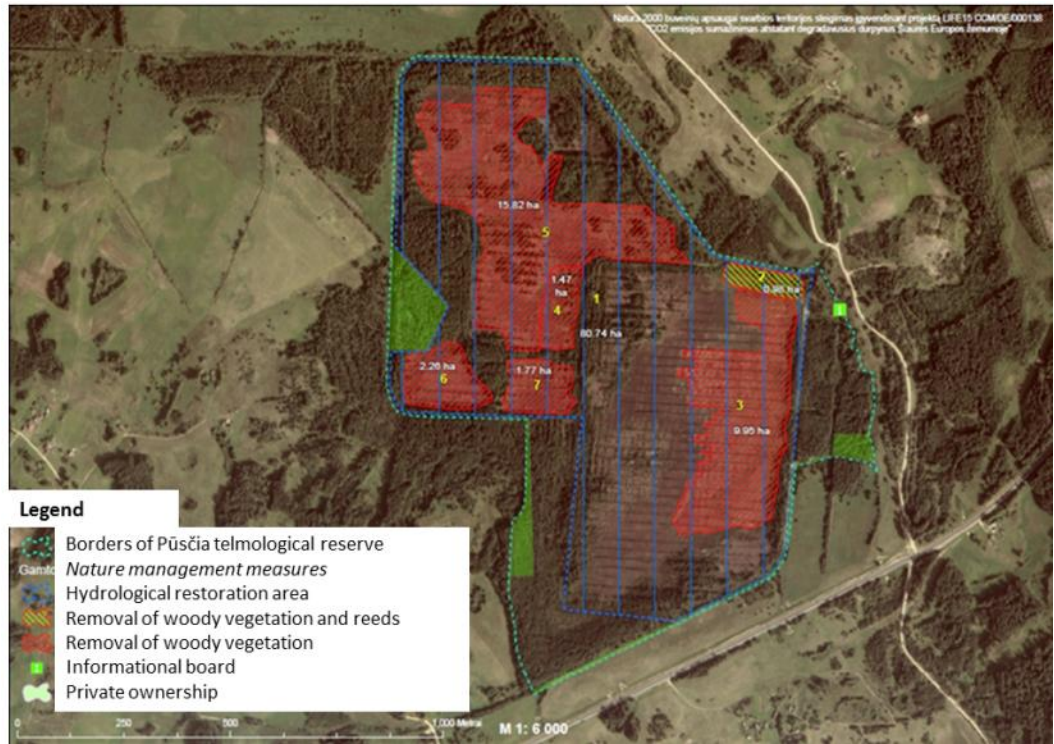 Natura 2000 buveinių apsaugai svarbios teritorijos steigimas įgyvendinant projektą LIFE15 CCM/DE/000138
"CO2 emisijos sumažinimas atstatant degradavusius durpynus Šiaurės Europos žemumoje"
15.82 ha
5
1.47
ha
4
1
80.74 ha
2
0.98 ha
I
2.26 ha
6
1.77 ha
7
3
9.95 ha
Legend
Borders of Pūsčia telmological reserve
Nature management measures
Hydrological restoration area
Removal of woody vegetation and reeds
Removal of woody vegetation
I Informational board
Private ownership
0 250 500 1,000 Metrai
M 1: 6 000